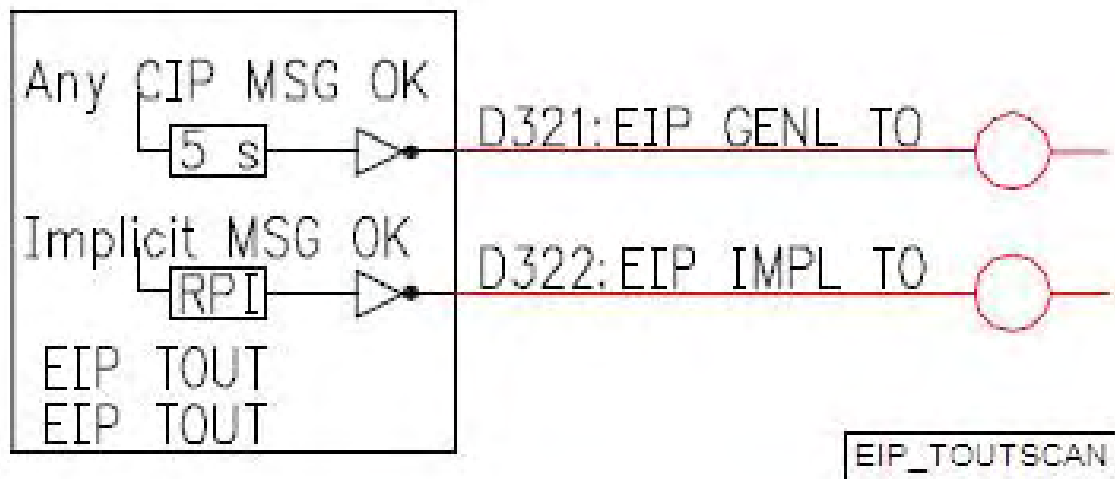 Any CIP MSG OK
5 s
D321:EIP GENL TO
Implicit MSG OK
RPI
D322:EIP IMPL TO
EIP TOUT
EIP TOUT
EIP_TOUTSCAN